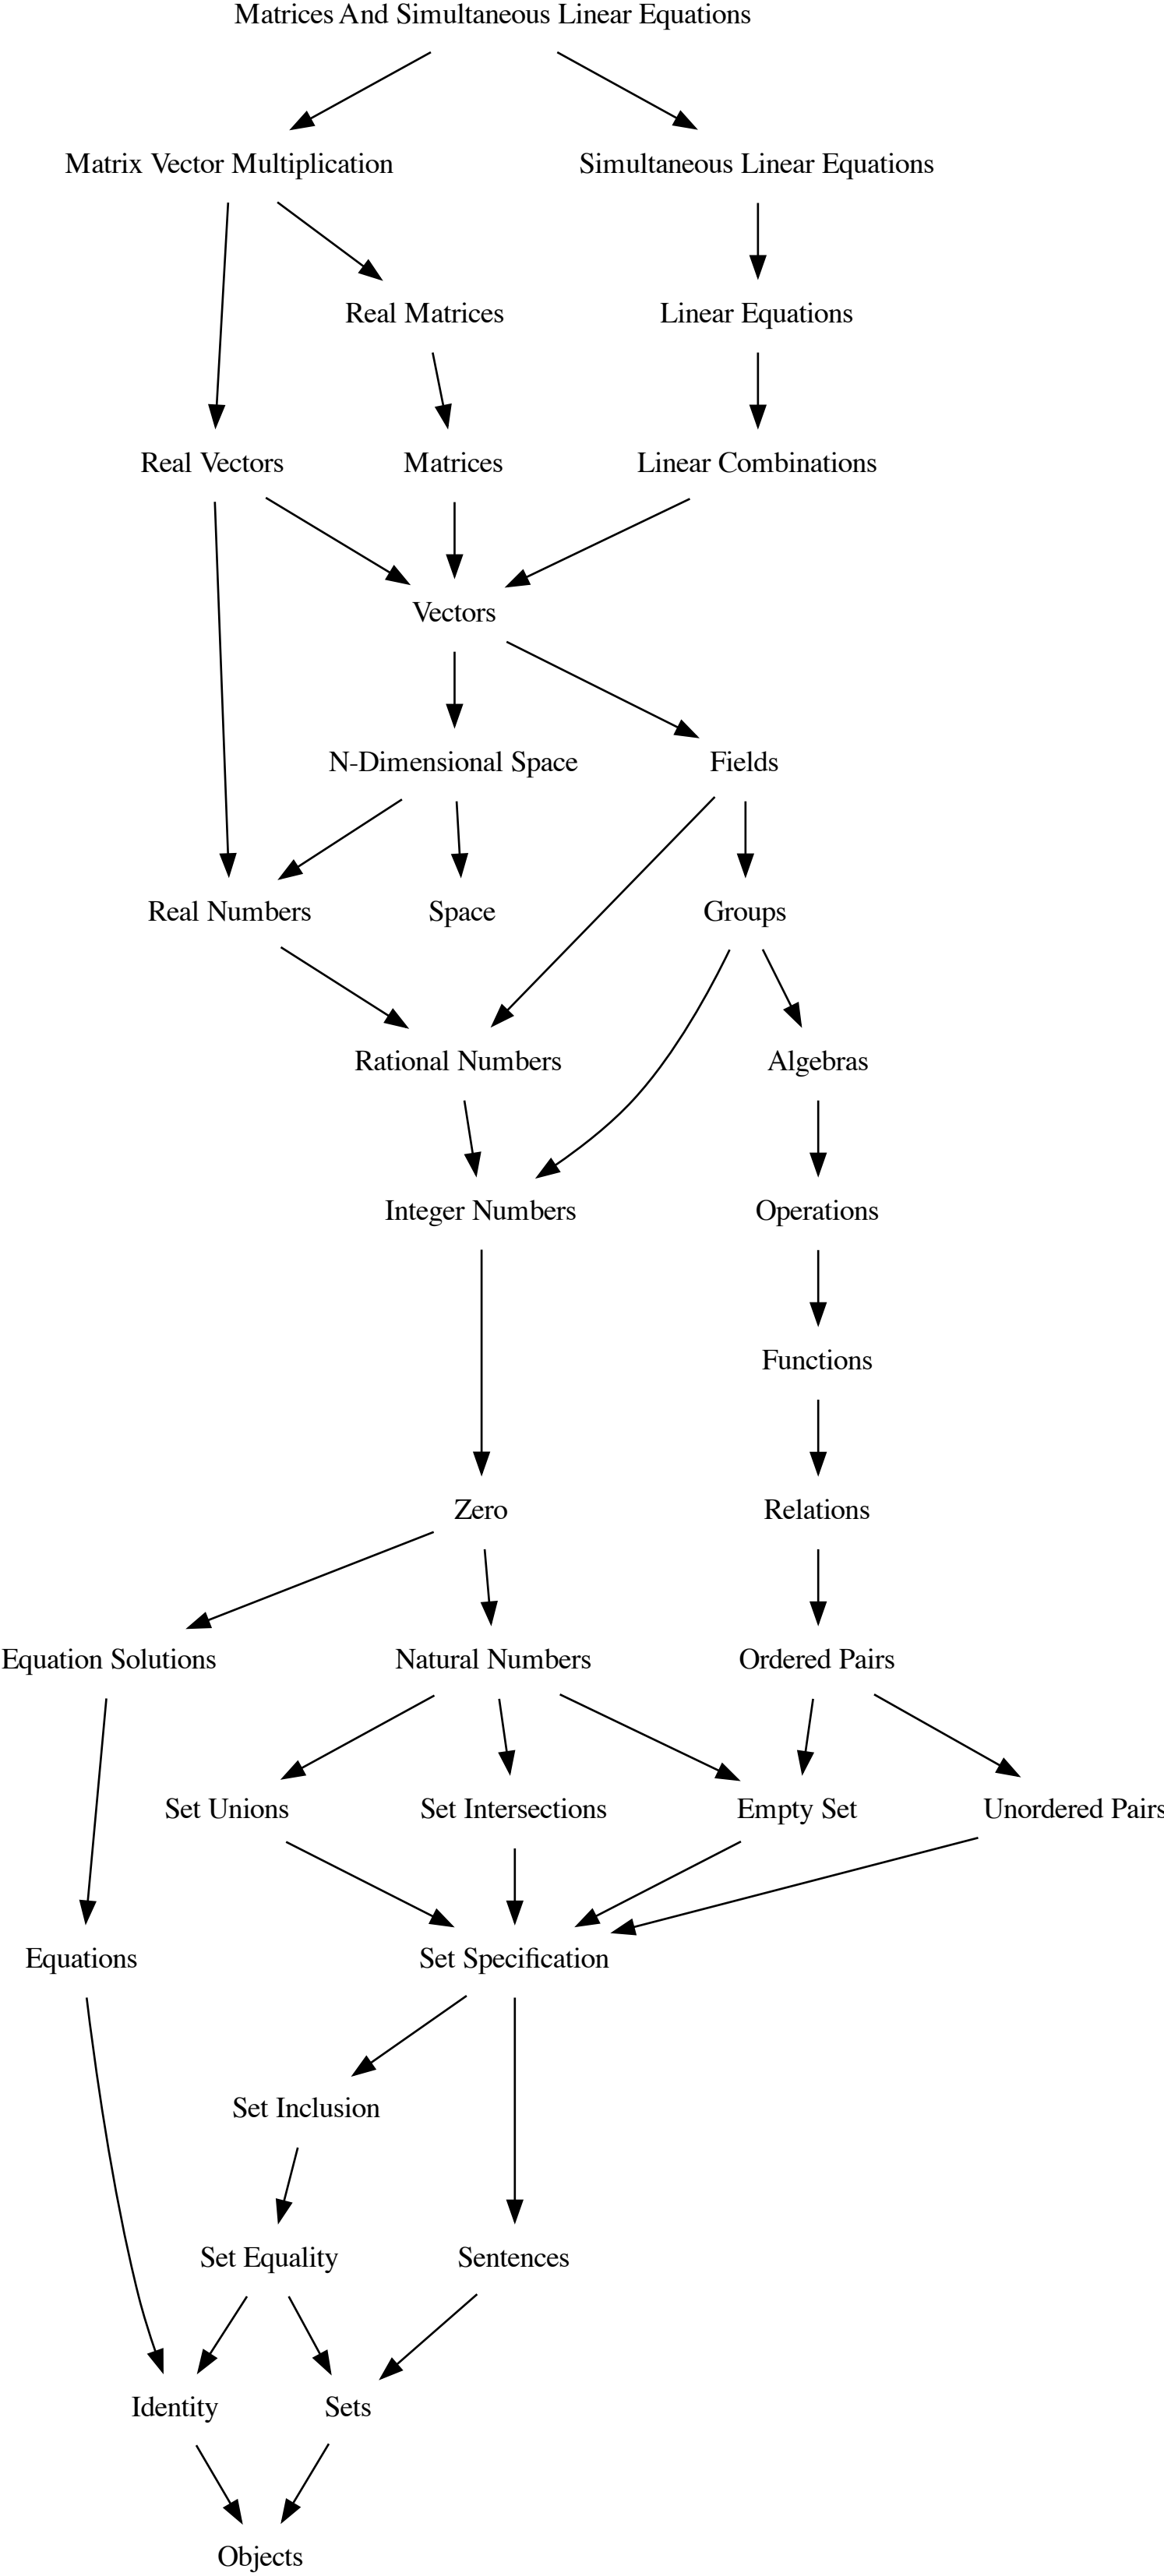 Matrices And Simultaneous Linear Equations
Matrix Vector Multiplication
Simultaneous Linear Equations
Real Matrices
Linear Equations
Real Vectors
Matrices
Linear Combinations
Vectors
N-Dimensional Space
Fields
Real Numbers
Space
Groups
Rational Numbers
Algebras
Integer Numbers
Operations
Functions
Zero
Relations
Equation Solutions
Natural Numbers
Ordered Pairs
Set Unions
Set Intersections
Empty Set
Unordered Pairs
Equations
Set Specification
Set Inclusion
Set Equality
Sentences
Identity
Sets
Objects